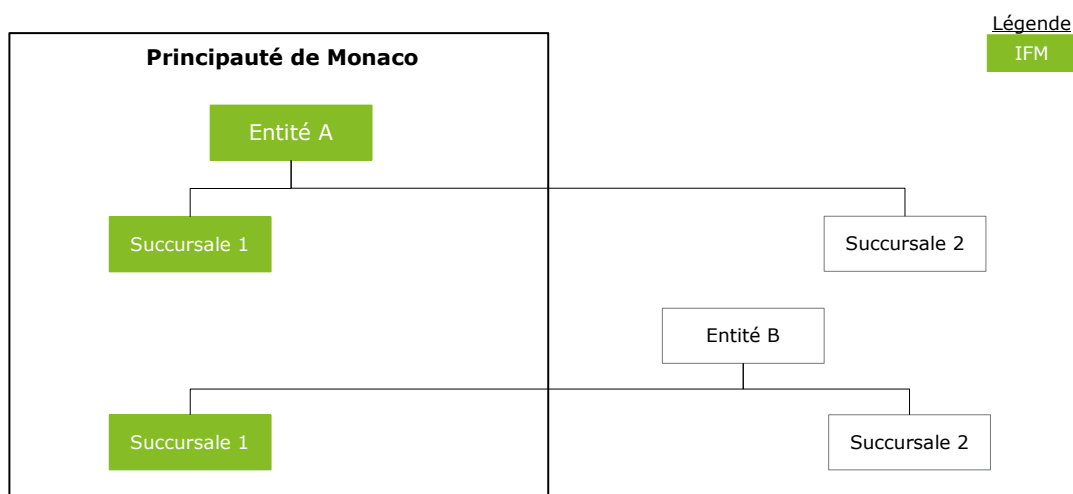 Légende
IFM
Principauté de Monaco
Entité A
Succursale 1
Succursale 2
Entité B
Succursale 1
Succursale 2